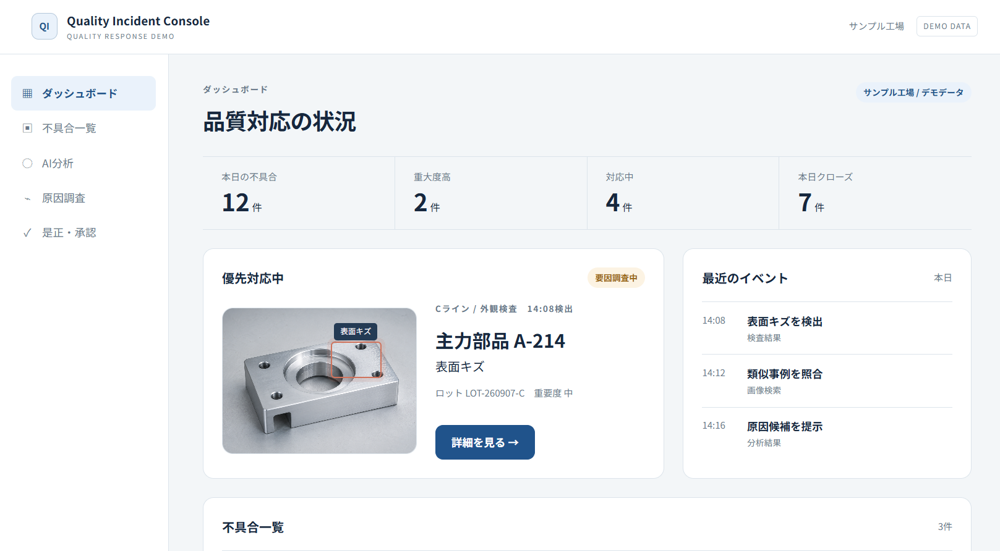 QI
Quality Incident Console
QUALITY RESPONSE DEMO
サンプル工場
DEMO DATA
ダッシュボード
不具合一覧
AI分析
原因調査
是正・承認
ダッシュボード
サンプル工場 / デモデータ
品質対応の状況
本日の不具合
12 件
重大度高
2 件
対応中
4 件
本日クローズ
7 件
優先対応中
要因調査中
表面キズ
Cライン / 外観検査　14:08検出
主力部品 A-214
表面キズ
ロット LOT-260907-C　重要度 中
詳細を見る →
最近のイベント
本日
14:08
表面キズを検出
検査結果
14:12
類似事例を照合
画像検索
14:16
原因候補を提示
分析結果
不具合一覧
3件